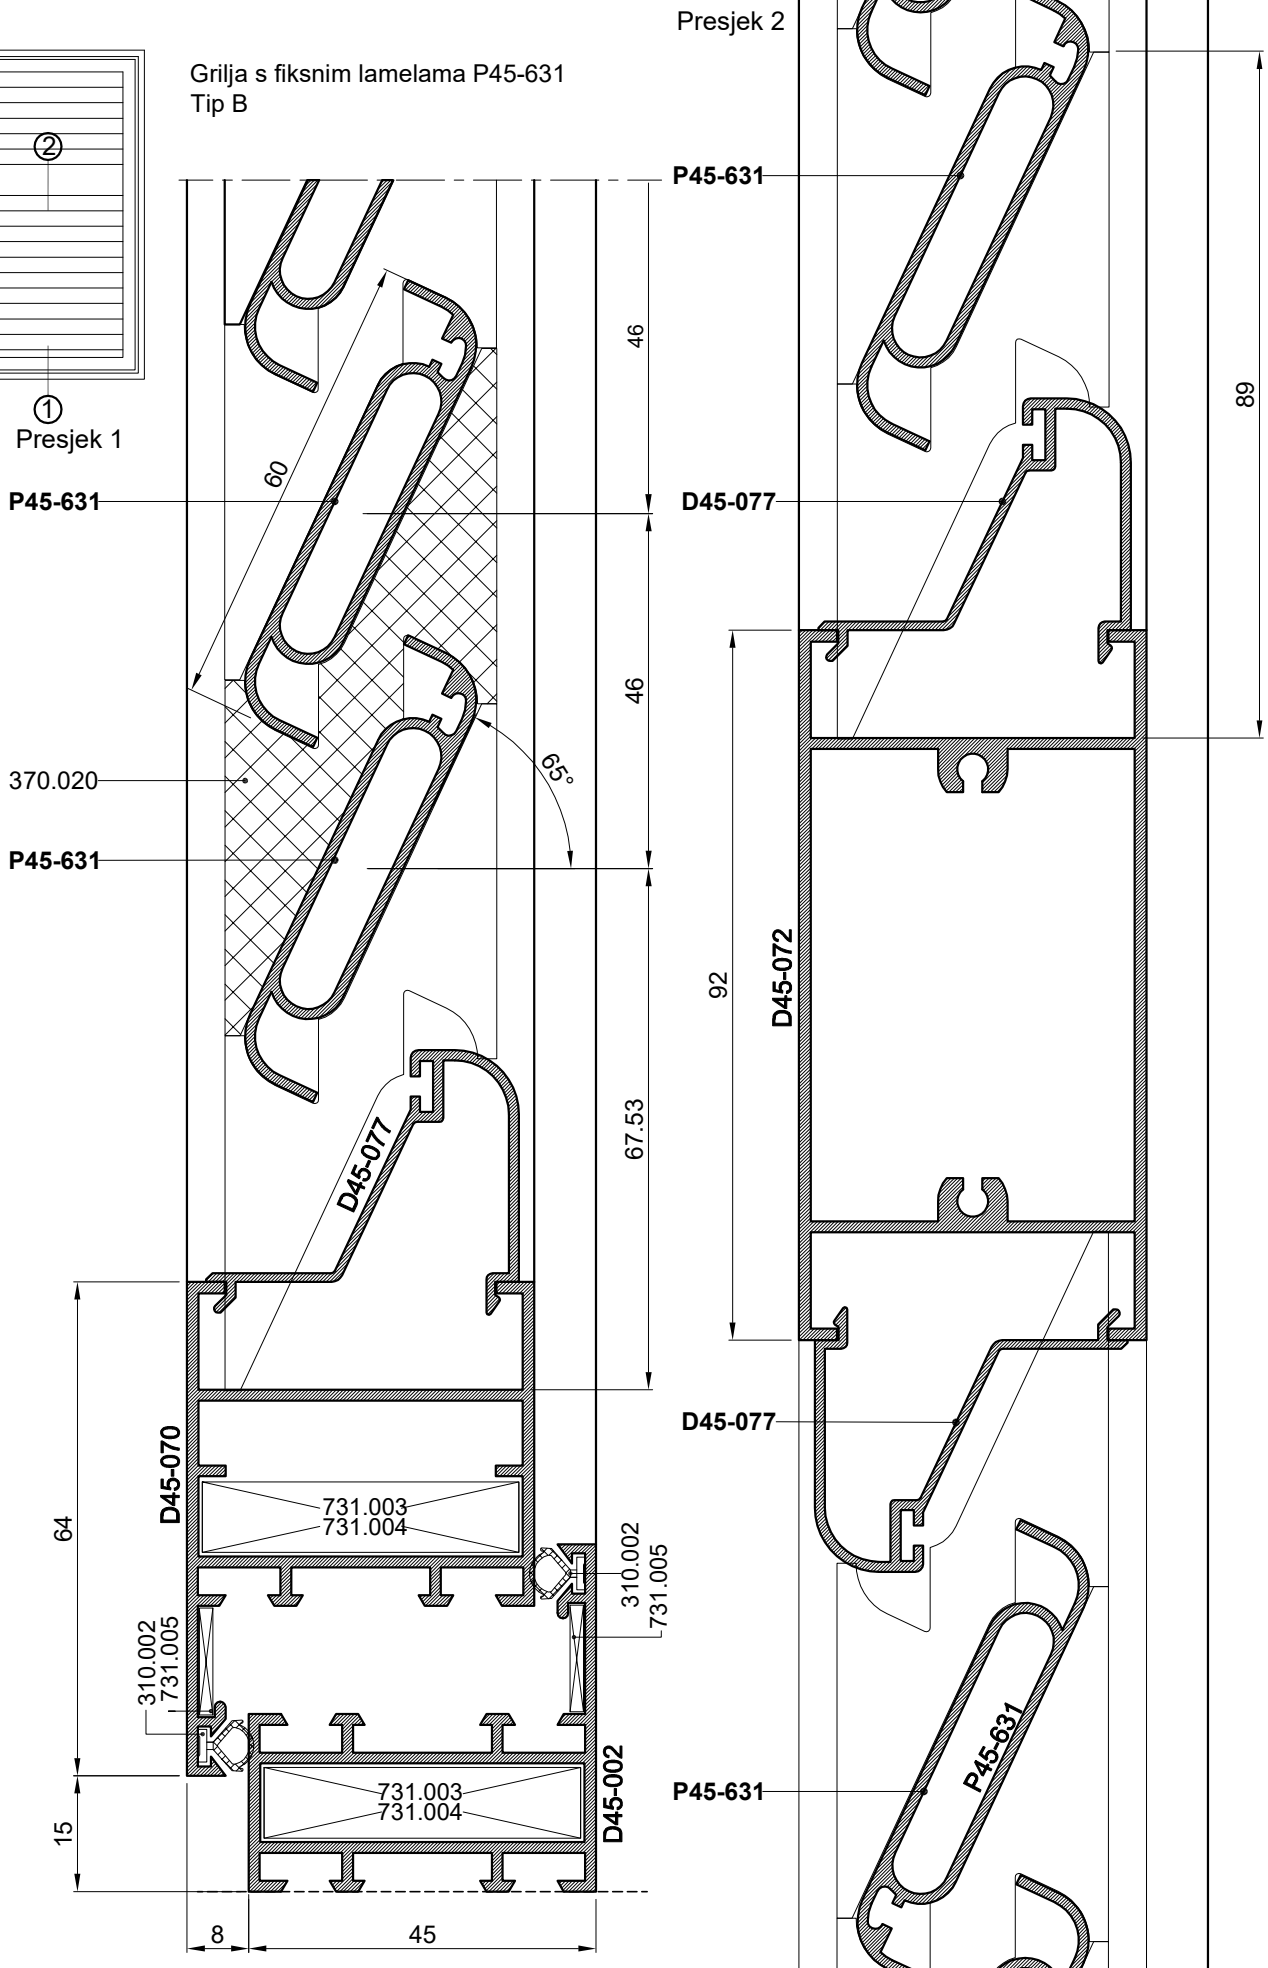 Presjek 2
Grilja s fiksnim lamelama P45-631
Tip B
2
1
Presjek 1
P45-631
60
46
46
65°
370.020
P45-631
67.53
D45-077
D45-070
64
731.003
731.004
310.002
731.005
310.002
731.005
731.003
731.004
D45-002
15
8
45
P45-631
89
D45-077
92
D45-072
D45-077
P45-631
P45-631